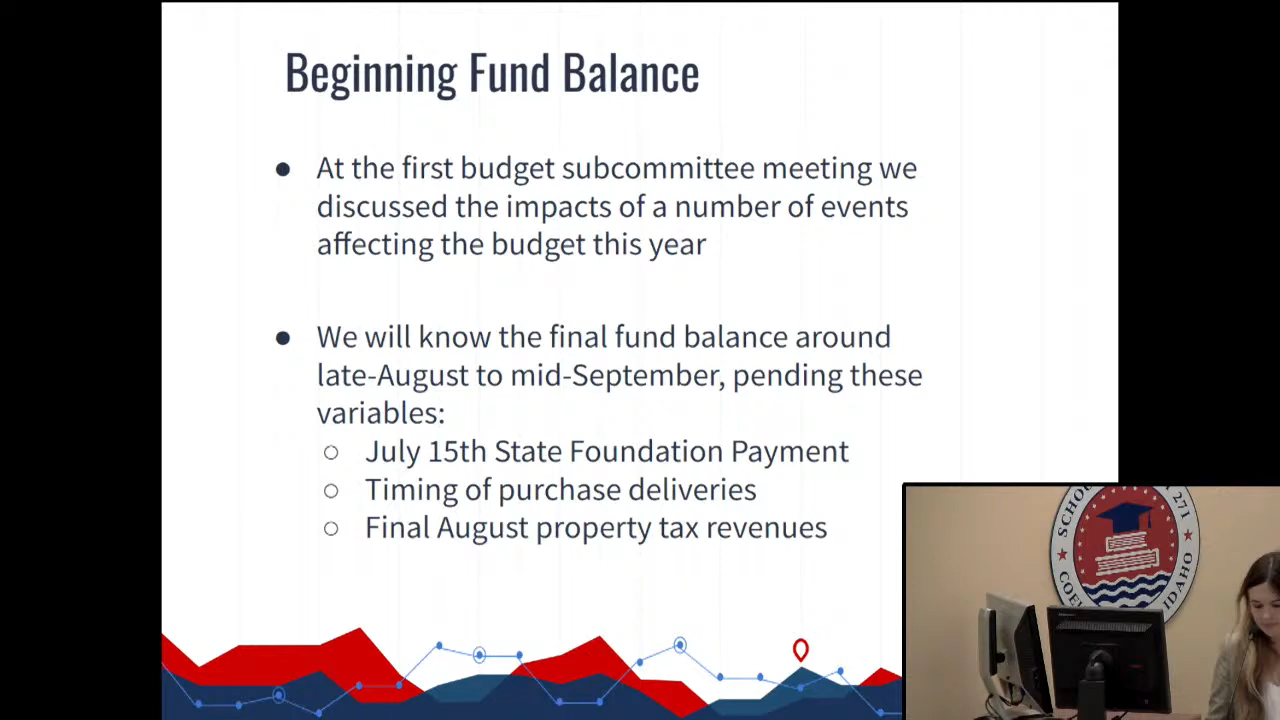 Beginning Fund Balance
● At the first budget subcommittee meeting we
discussed the impacts of a number of events
affecting the budget this year
● We will know the final fund balance around
late-August to mid-September, pending these
variables:
○ July 15th State Foundation Payment
○ Timing of purchase deliveries
○ Final August property tax revenues
271
IDAHO